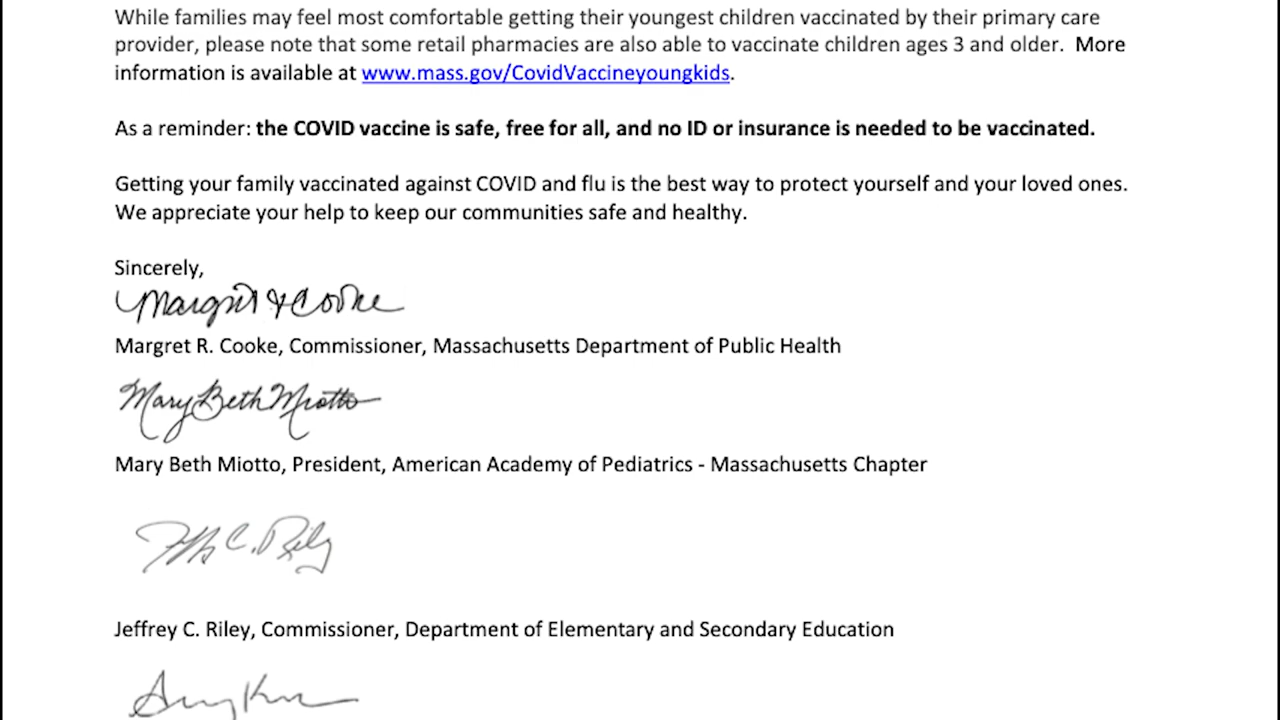 While families may feel most comfortable getting their youngest children vaccinated by their primary care
provider, please note that some retail pharmacies are also able to vaccinate children ages 3 and older. More
information is available at www.mass.gov/CovidVaccineyoungkids.
As a reminder: the COVID vaccine is safe, free for all, and no ID or insurance is needed to be vaccinated.
Getting your family vaccinated against COVID and flu is the best way to protect yourself and your loved ones.
We appreciate your help to keep our communities safe and healthy.
Sincerely,
Margret R Cooke
Margret R. Cooke, Commissioner, Massachusetts Department of Public Health
Mary Beth Miotto
Mary Beth Miotto, President, American Academy of Pediatrics - Massachusetts Chapter
C. Riley
Jeffrey C. Riley, Commissioner, Department of Elementary and Secondary Education